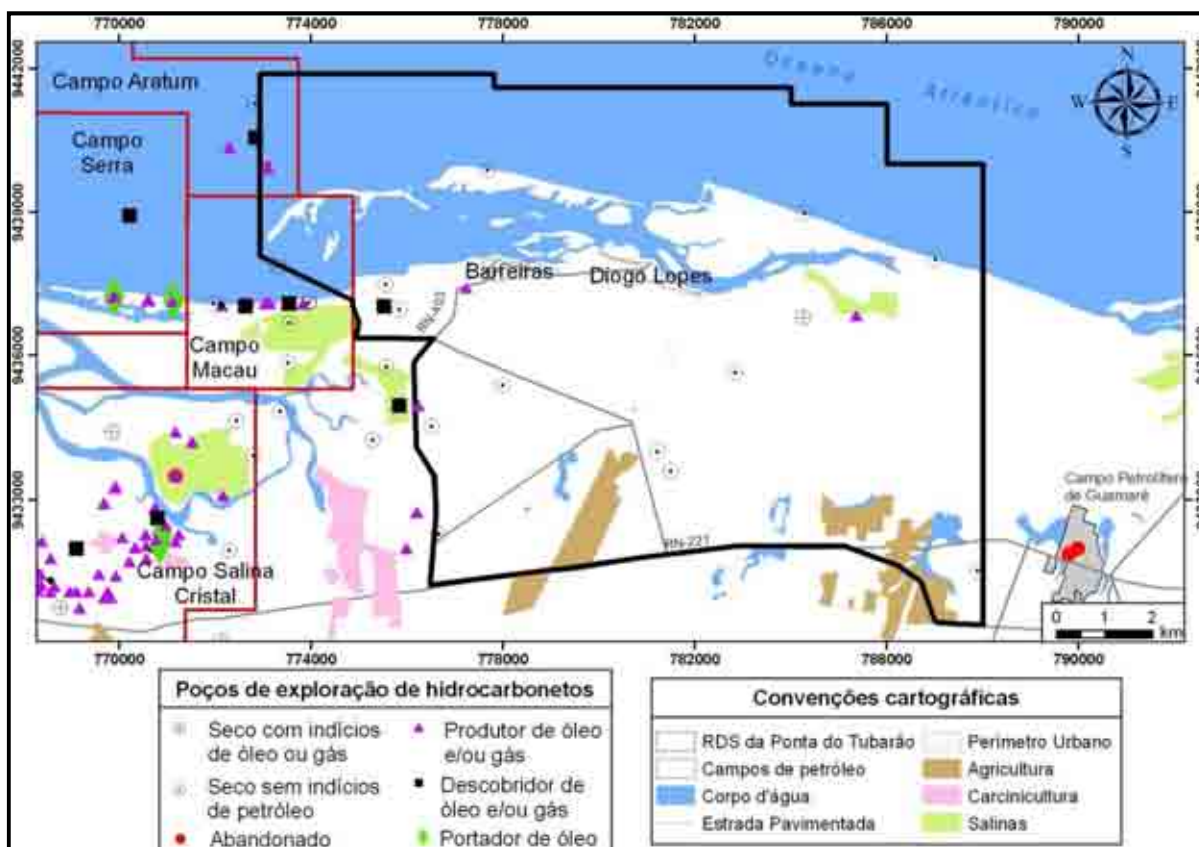 770000 774000 778000 782000 786000 790000
9442000
Campo Aratum
Oceano
Atlântico
N
W E
S
Campo
Serra
9439000
Barreiras Diogo Lopes
RN-403
9436000
Campo
Macau
9433000
Campo Petrolífero
de Guamaré
RN-221
Campo Salina
Cristal
0 1 2
km
770000 774000 778000 782000 786000 790000
Poços de exploração de hidrocarbonetos
Seco com indícios
de óleo ou gás
Produtor de óleo
e/ou gás
Seco sem indícios
de petróleo
Descobridor de
óleo e/ou gás
Abandonado
Portador de óleo
Convenções cartográficas
RDS da Ponta do Tubarão
Perímetro Urbano
Campos de petróleo
Agricultura
Corpo d'água
Carcinicultura
Estrada Pavimentada
Salinas